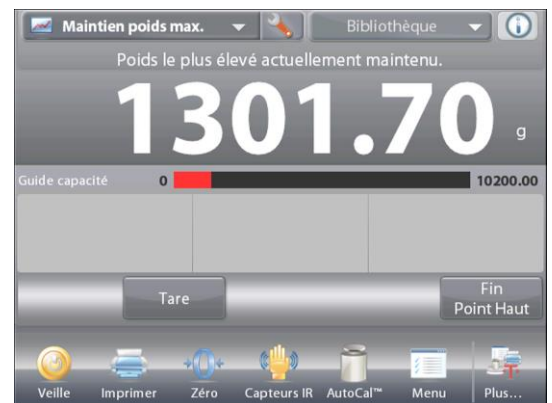 Maintien poids max.
Bibliothèque
Poids le plus élevé actuellement maintenu.
1301.70 g
Guide capacité 0 10200.00
Tare
Fin
Point Haut
Veille Imprimer Zéro Capteurs IR AutoCal™ Menu Plus...